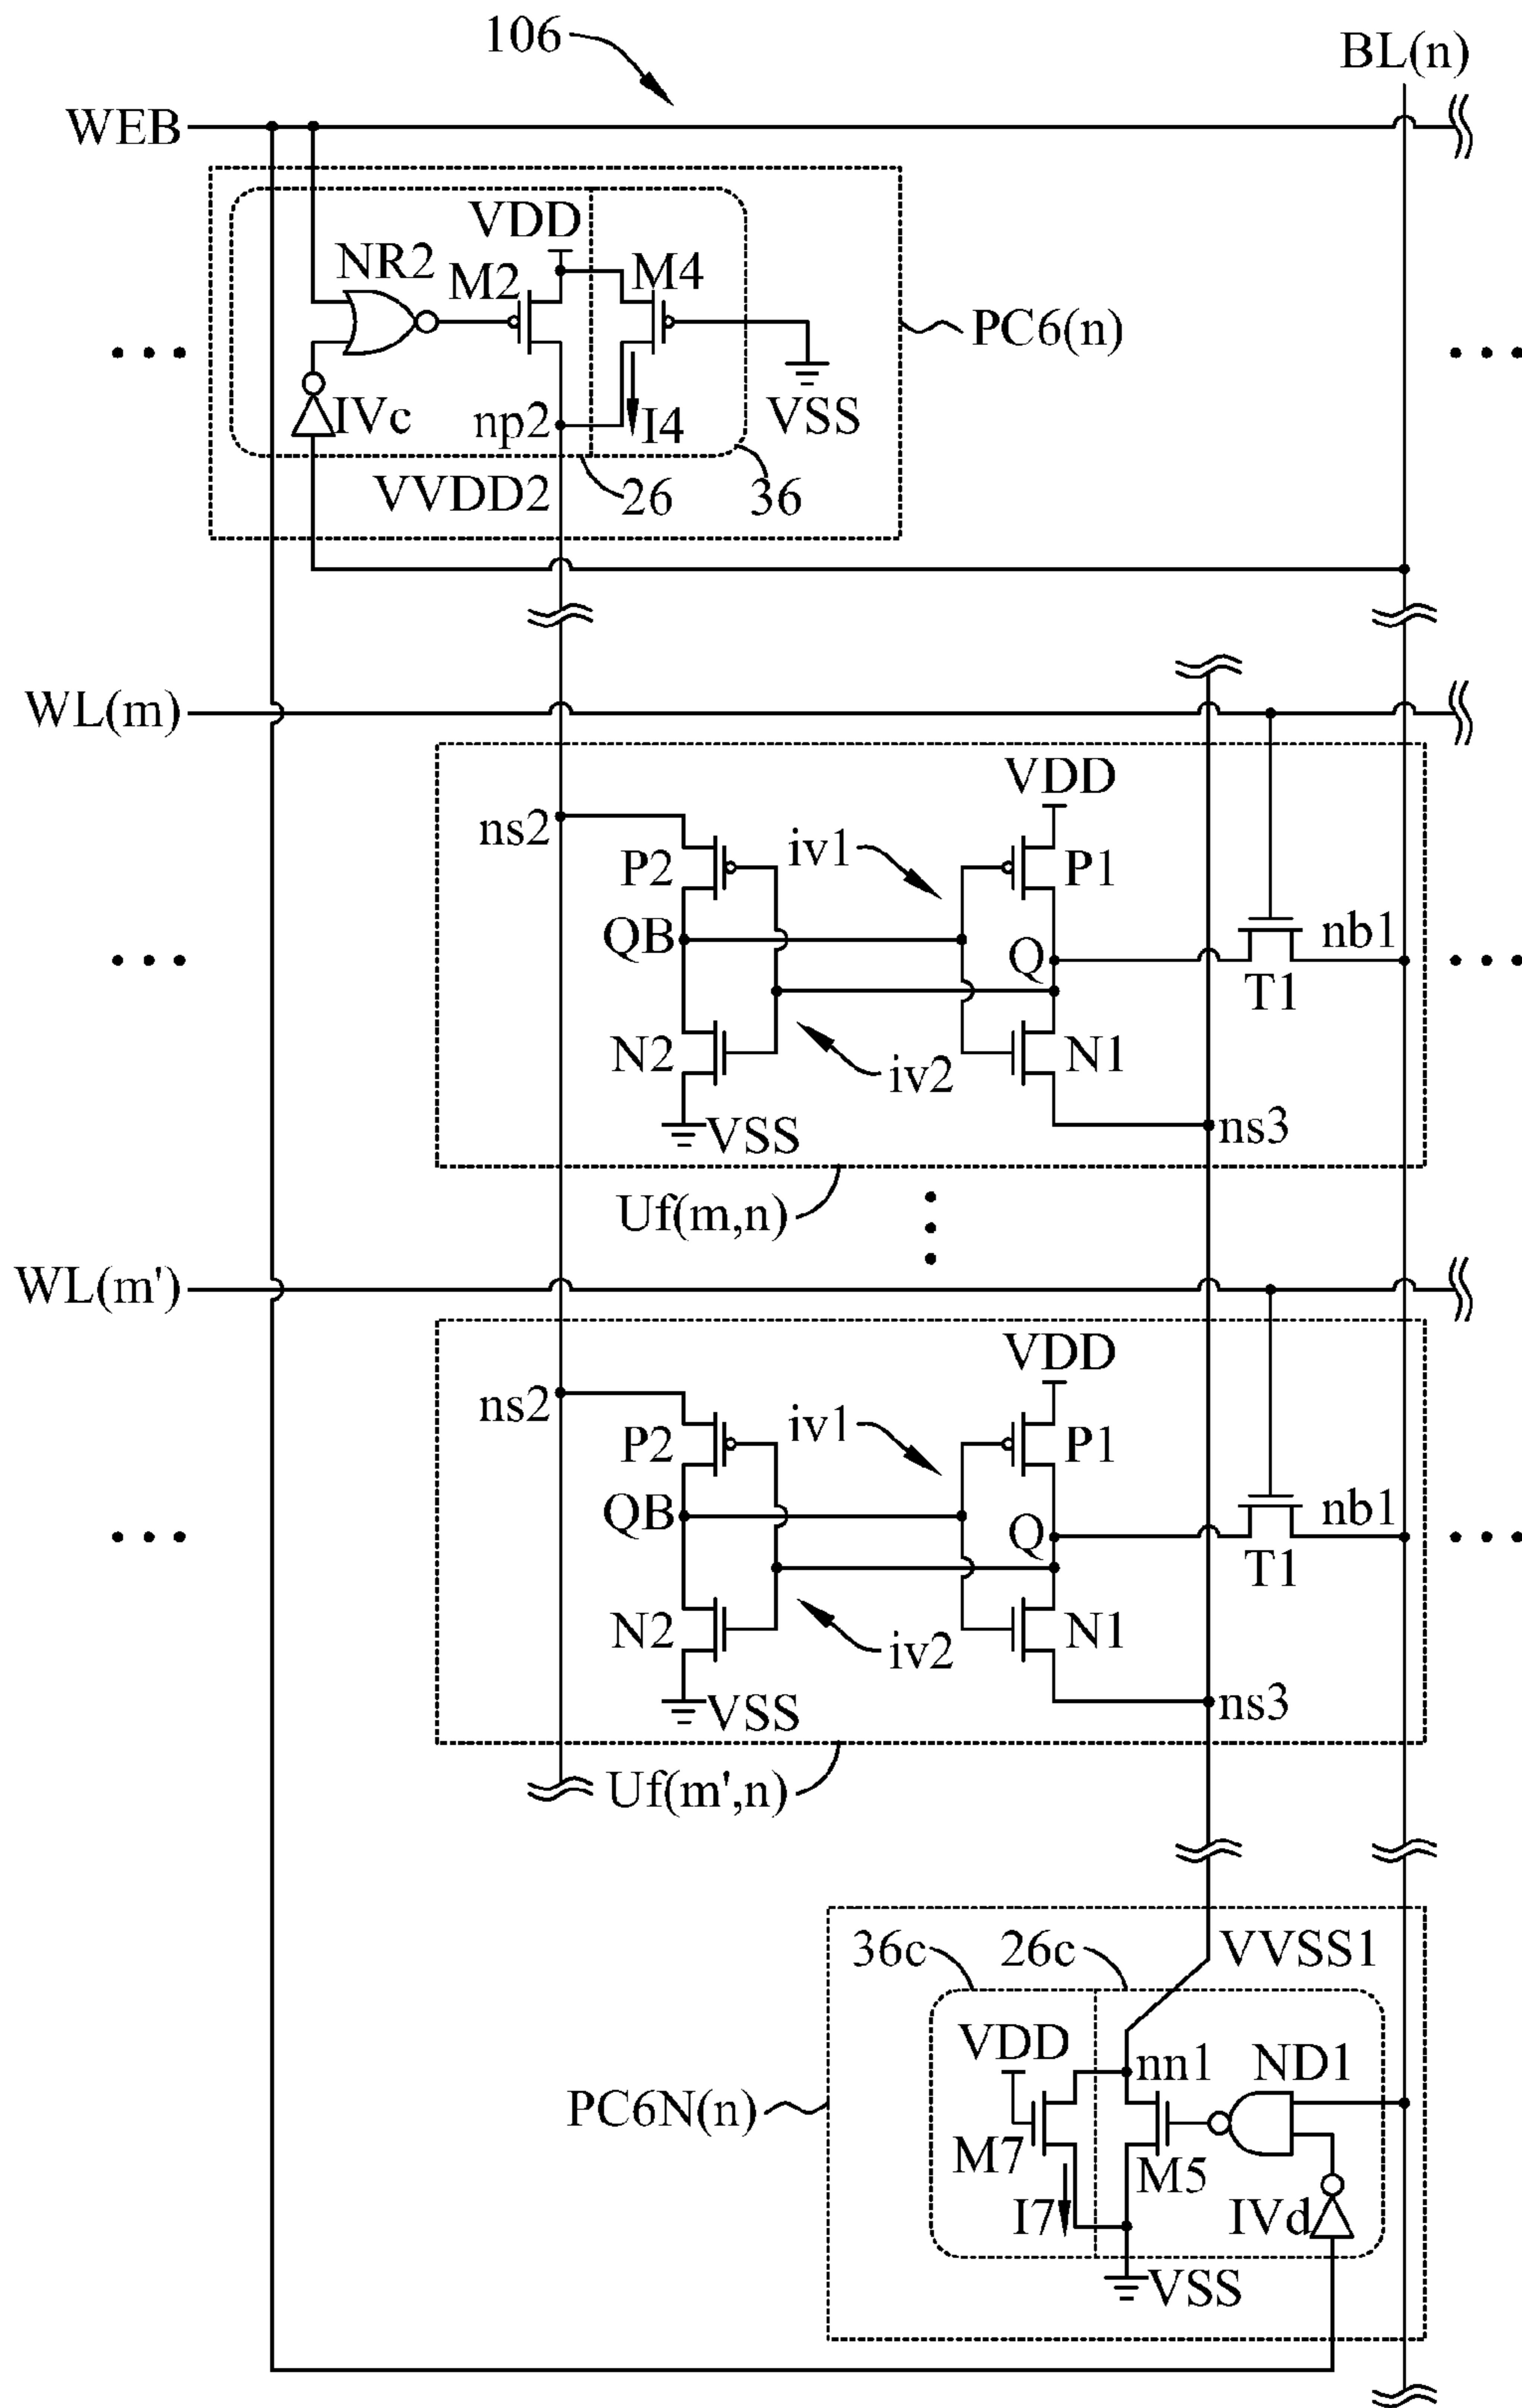 106
BL(n)
WEB
VDD
NR2
M2
M4
PC6(n)
IVc
np2
I4
VSS
VVDD2
26
36
WL(m)
VDD
ns2
P2
iv1
P1
QB
Q
nb1
T1
N2
iv2
N1
VSS
ns3
Uf(m,n)
WL(m')
VDD
ns2
P2
iv1
P1
QB
Q
nb1
T1
N2
iv2
N1
VSS
ns3
Uf(m',n)
36c
26c
VVSS1
VDD
nn1
ND1
PC6N(n)
M7
M5
I7
IVd
VSS